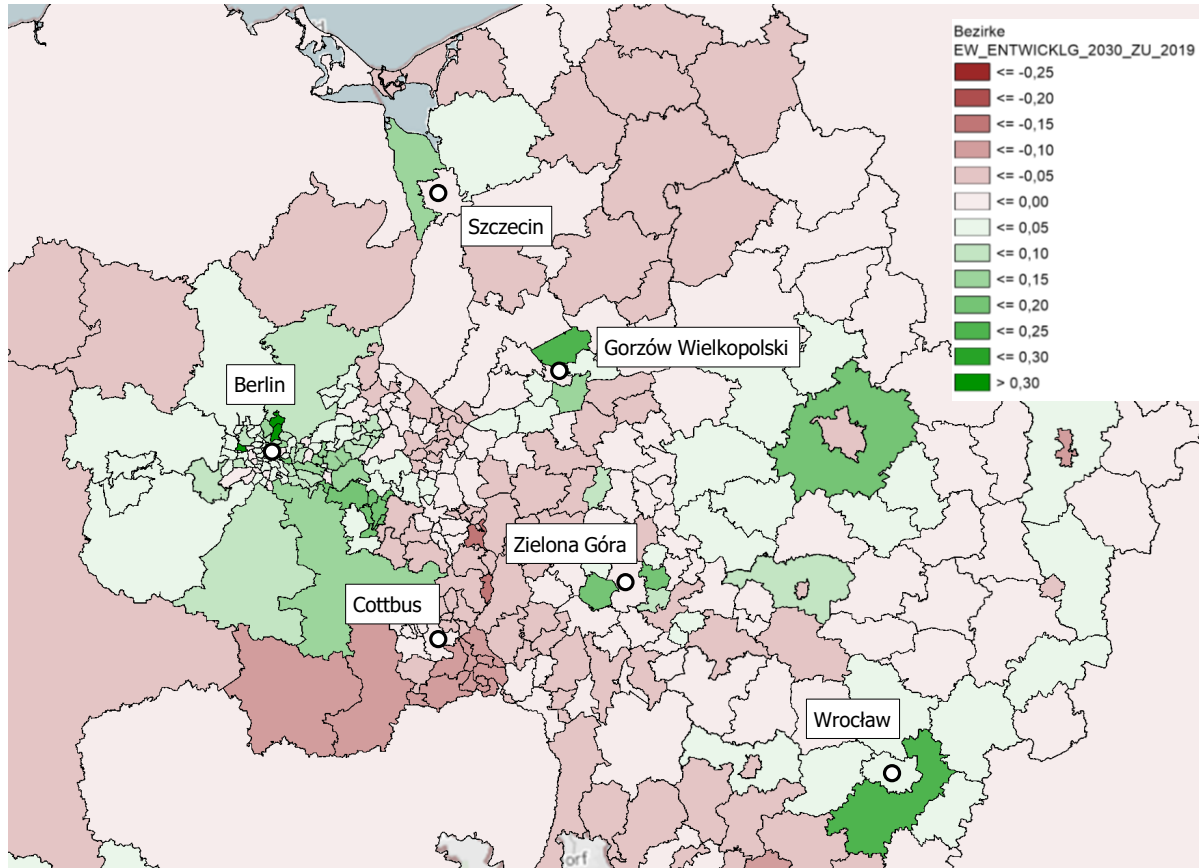 Bezirke
EW_ENTWICKLG_2030_ZU_2019
<= -0,25
<= -0,20
<= -0,15
<= -0,10
<= -0,05
<= 0,00
<= 0,05
<= 0,10
<= 0,15
<= 0,20
<= 0,25
<= 0,30
> 0,30
Szczecin
Gorzów Wielkopolski
Berlin
Zielona Góra
Cottbus
Wrocław
orf